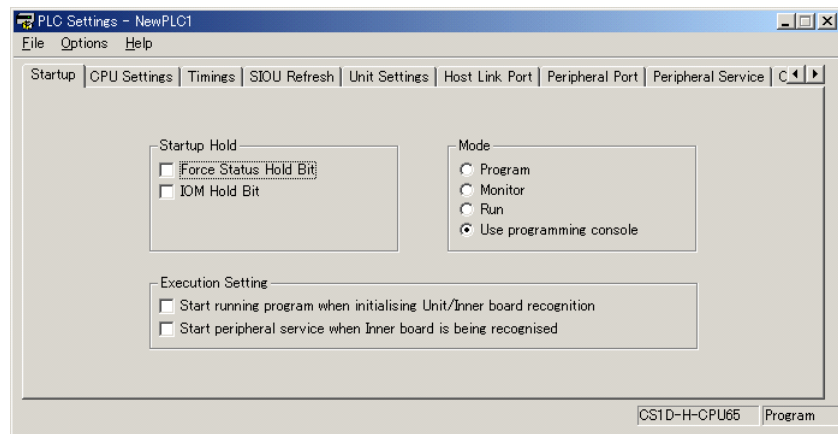 PLC Settings - NewPLC1
File Options Help
Startup CPU Settings Timings SIOU Refresh Unit Settings Host Link Port Peripheral Port Peripheral Service C
Startup Hold
Force Status Hold Bit
IOM Hold Bit
Mode
Program
Monitor
Run
Use programming console
Execution Setting
Start running program when initialising Unit/Inner board recognition
Start peripheral service when Inner board is being recognised
CS1D-H-CPU65 Program